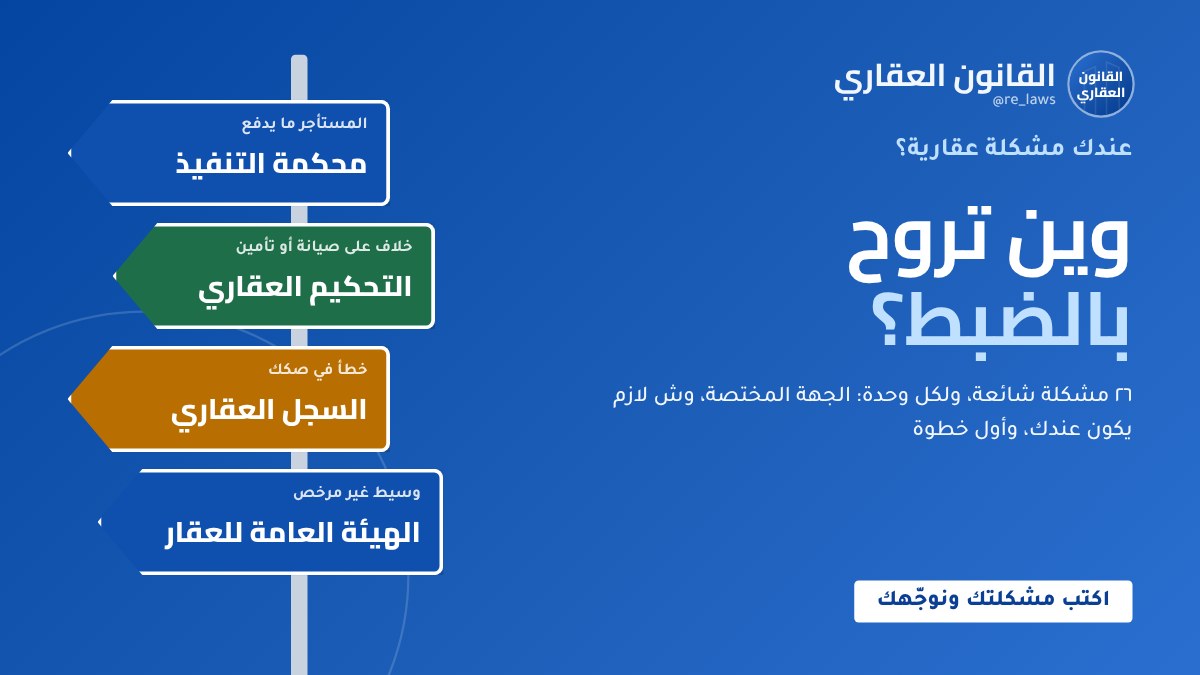 القانون العقاري
القانون
العقاري
@re_laws
عندك مشكلة عقارية؟
وين تروح
بالضبط؟
٢٦ مشكلة شائعة، ولكل وحدة: الجهة المختصة، وش لازم
يكون عندك، وأول خطوة
اكتب مشكلتك ونوجّهك
المستأجر ما يدفع
محكمة التنفيذ
خلاف على صيانة أو تأمين
التحكيم العقاري
خطأ في صكك
السجل العقاري
وسيط غير مرخص
الهيئة العامة للعقار